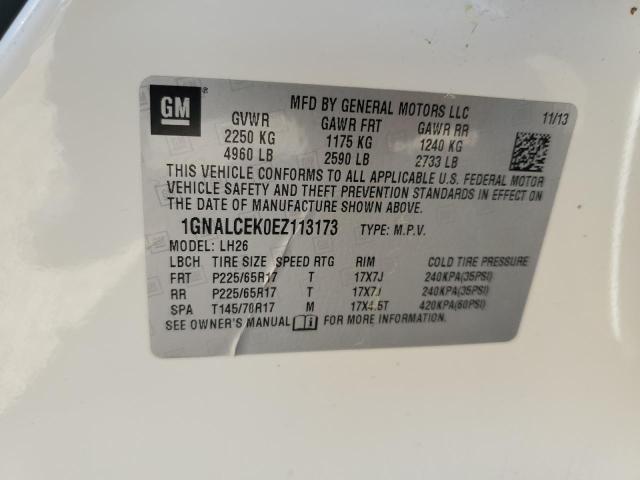 GM
MFD BY GENERAL MOTORS LLC 11/13
GVWR GAWR FRT GAWR RR
2250 KG 1175 KG 1240 KG
4960 LB 2590 LB 2733 LB
THIS VEHICLE CONFORMS TO ALL APPLICABLE U.S. FEDERAL MOTOR
VEHICLE SAFETY AND THEFT PREVENTION STANDARDS IN EFFECT ON
THE DATE OF MANUFACTURE SHOWN ABOVE.
1GNALCEK0EZ113173 TYPE: M.P.V.
MODEL: LH26
LBCH TIRE SIZE SPEED RTG RIM COLD TIRE PRESSURE
FRT P225/65R17 T 17X7J 240KPA(35PSI)
RR P225/65R17 T 17X7J 240KPA(35PSI)
SPA T145/70R17 M 17X4.5T 420KPA(60PSI)
SEE OWNER'S MANUAL FOR MORE INFORMATION.